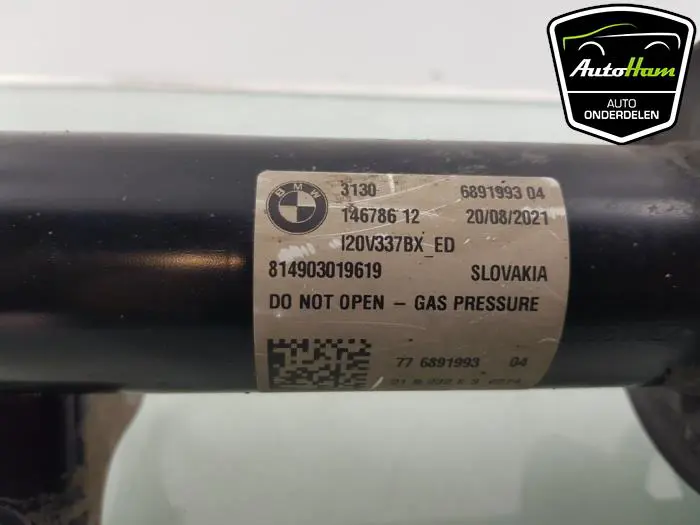 AutoHam
AUTO
ONDERDELEN
BMW
3130 6891993 04
146786 12 20/08/2021
I20V337BX_ED
814903019619 SLOVAKIA
DO NOT OPEN - GAS PRESSURE
77 6891993 04